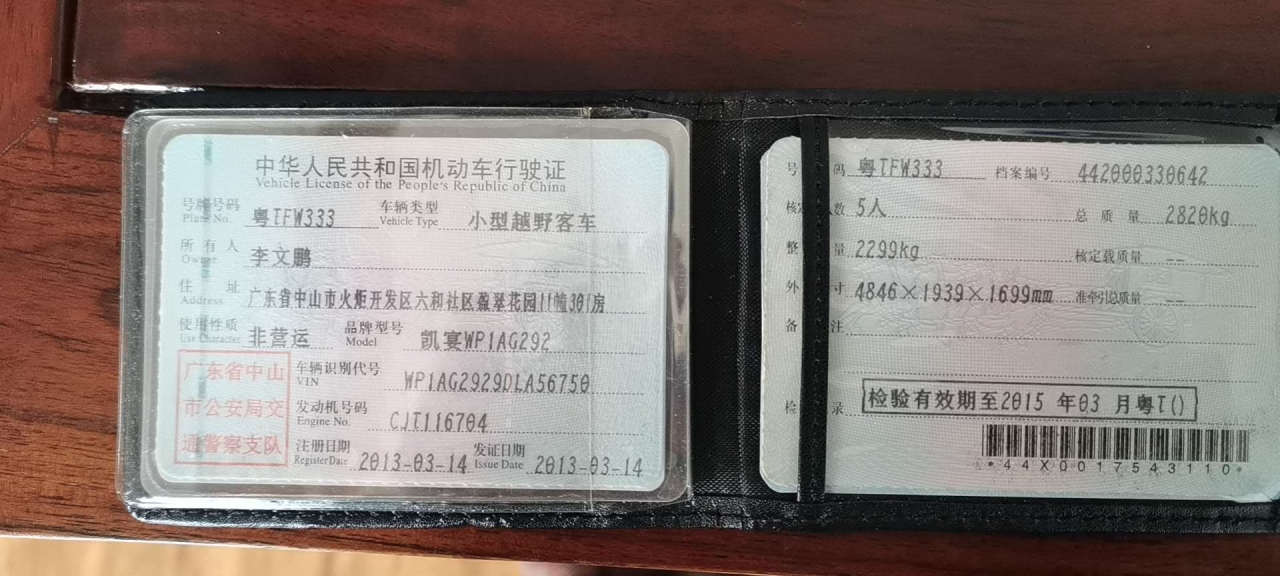 中华人民共和国机动车行驶证
Vehicle License of the People's Republic of China
号牌号码 粤TFW333 车辆类型 小型越野客车
Plate No. Vehicle Type
所有人 李文鹏
Owner
住址 广东省中山市火炬开发区六和社区盈翠花园11幢301房
Address
使用性质 非营运 品牌型号 凯宴WP1AG292
Use Character Model
广东省中山
市公安局交
通警察支队
车辆识别代号 WP1AG2929DLA56750
VIN
发动机号码 CJT116704
Engine No.
注册日期 2013-03-14 发证日期 2013-03-14
Register Date Issue Date
号 码 粤TFW333 档案编号 442000330642
核定 人数 5人 总质量 2820kg
整 量 2299kg 核定载质量 --
外 寸 4846×1939×1699mm 准牵引总质量 --
备 注
检 录 检验有效期至2015 年03 月粤T()
*44X0017543110*